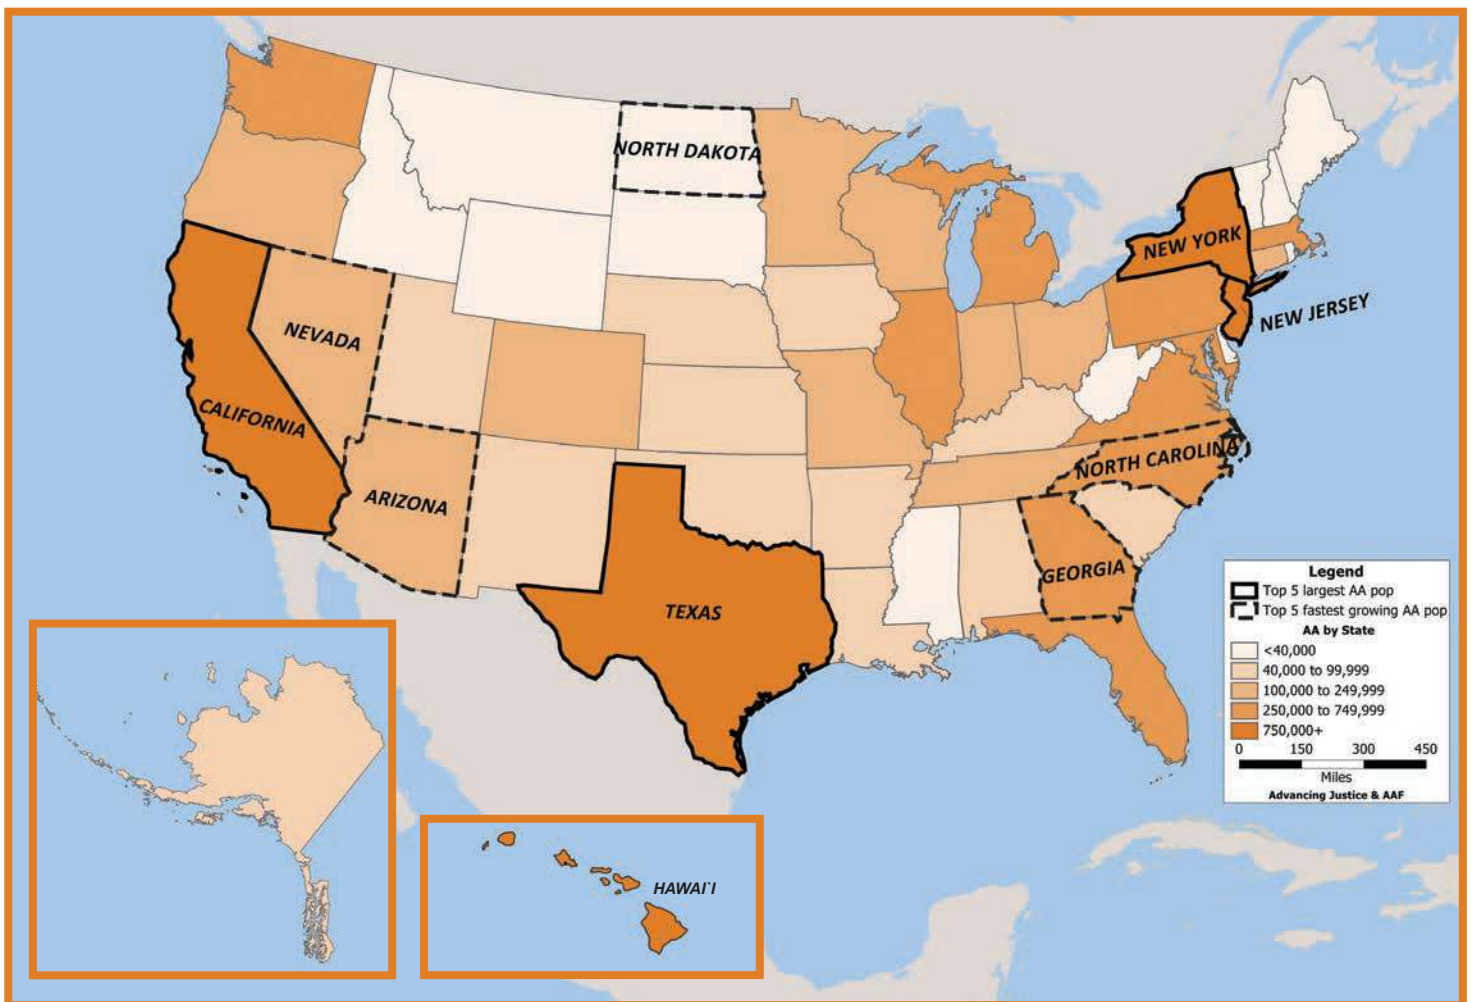 NORTH DAKOTA
NEW YORK
NEW JERSEY
NEVADA
CALIFORNIA
NORTH CAROLINA
ARIZONA
GEORGIA
TEXAS
HAWAI`I
Legend
Top 5 largest AA pop
Top 5 fastest growing AA pop
AA by State
<40,000
40,000 to 99,999
100,000 to 249,999
250,000 to 749,999
750,000+
0 150 300 450
Miles
Advancing Justice & AAF